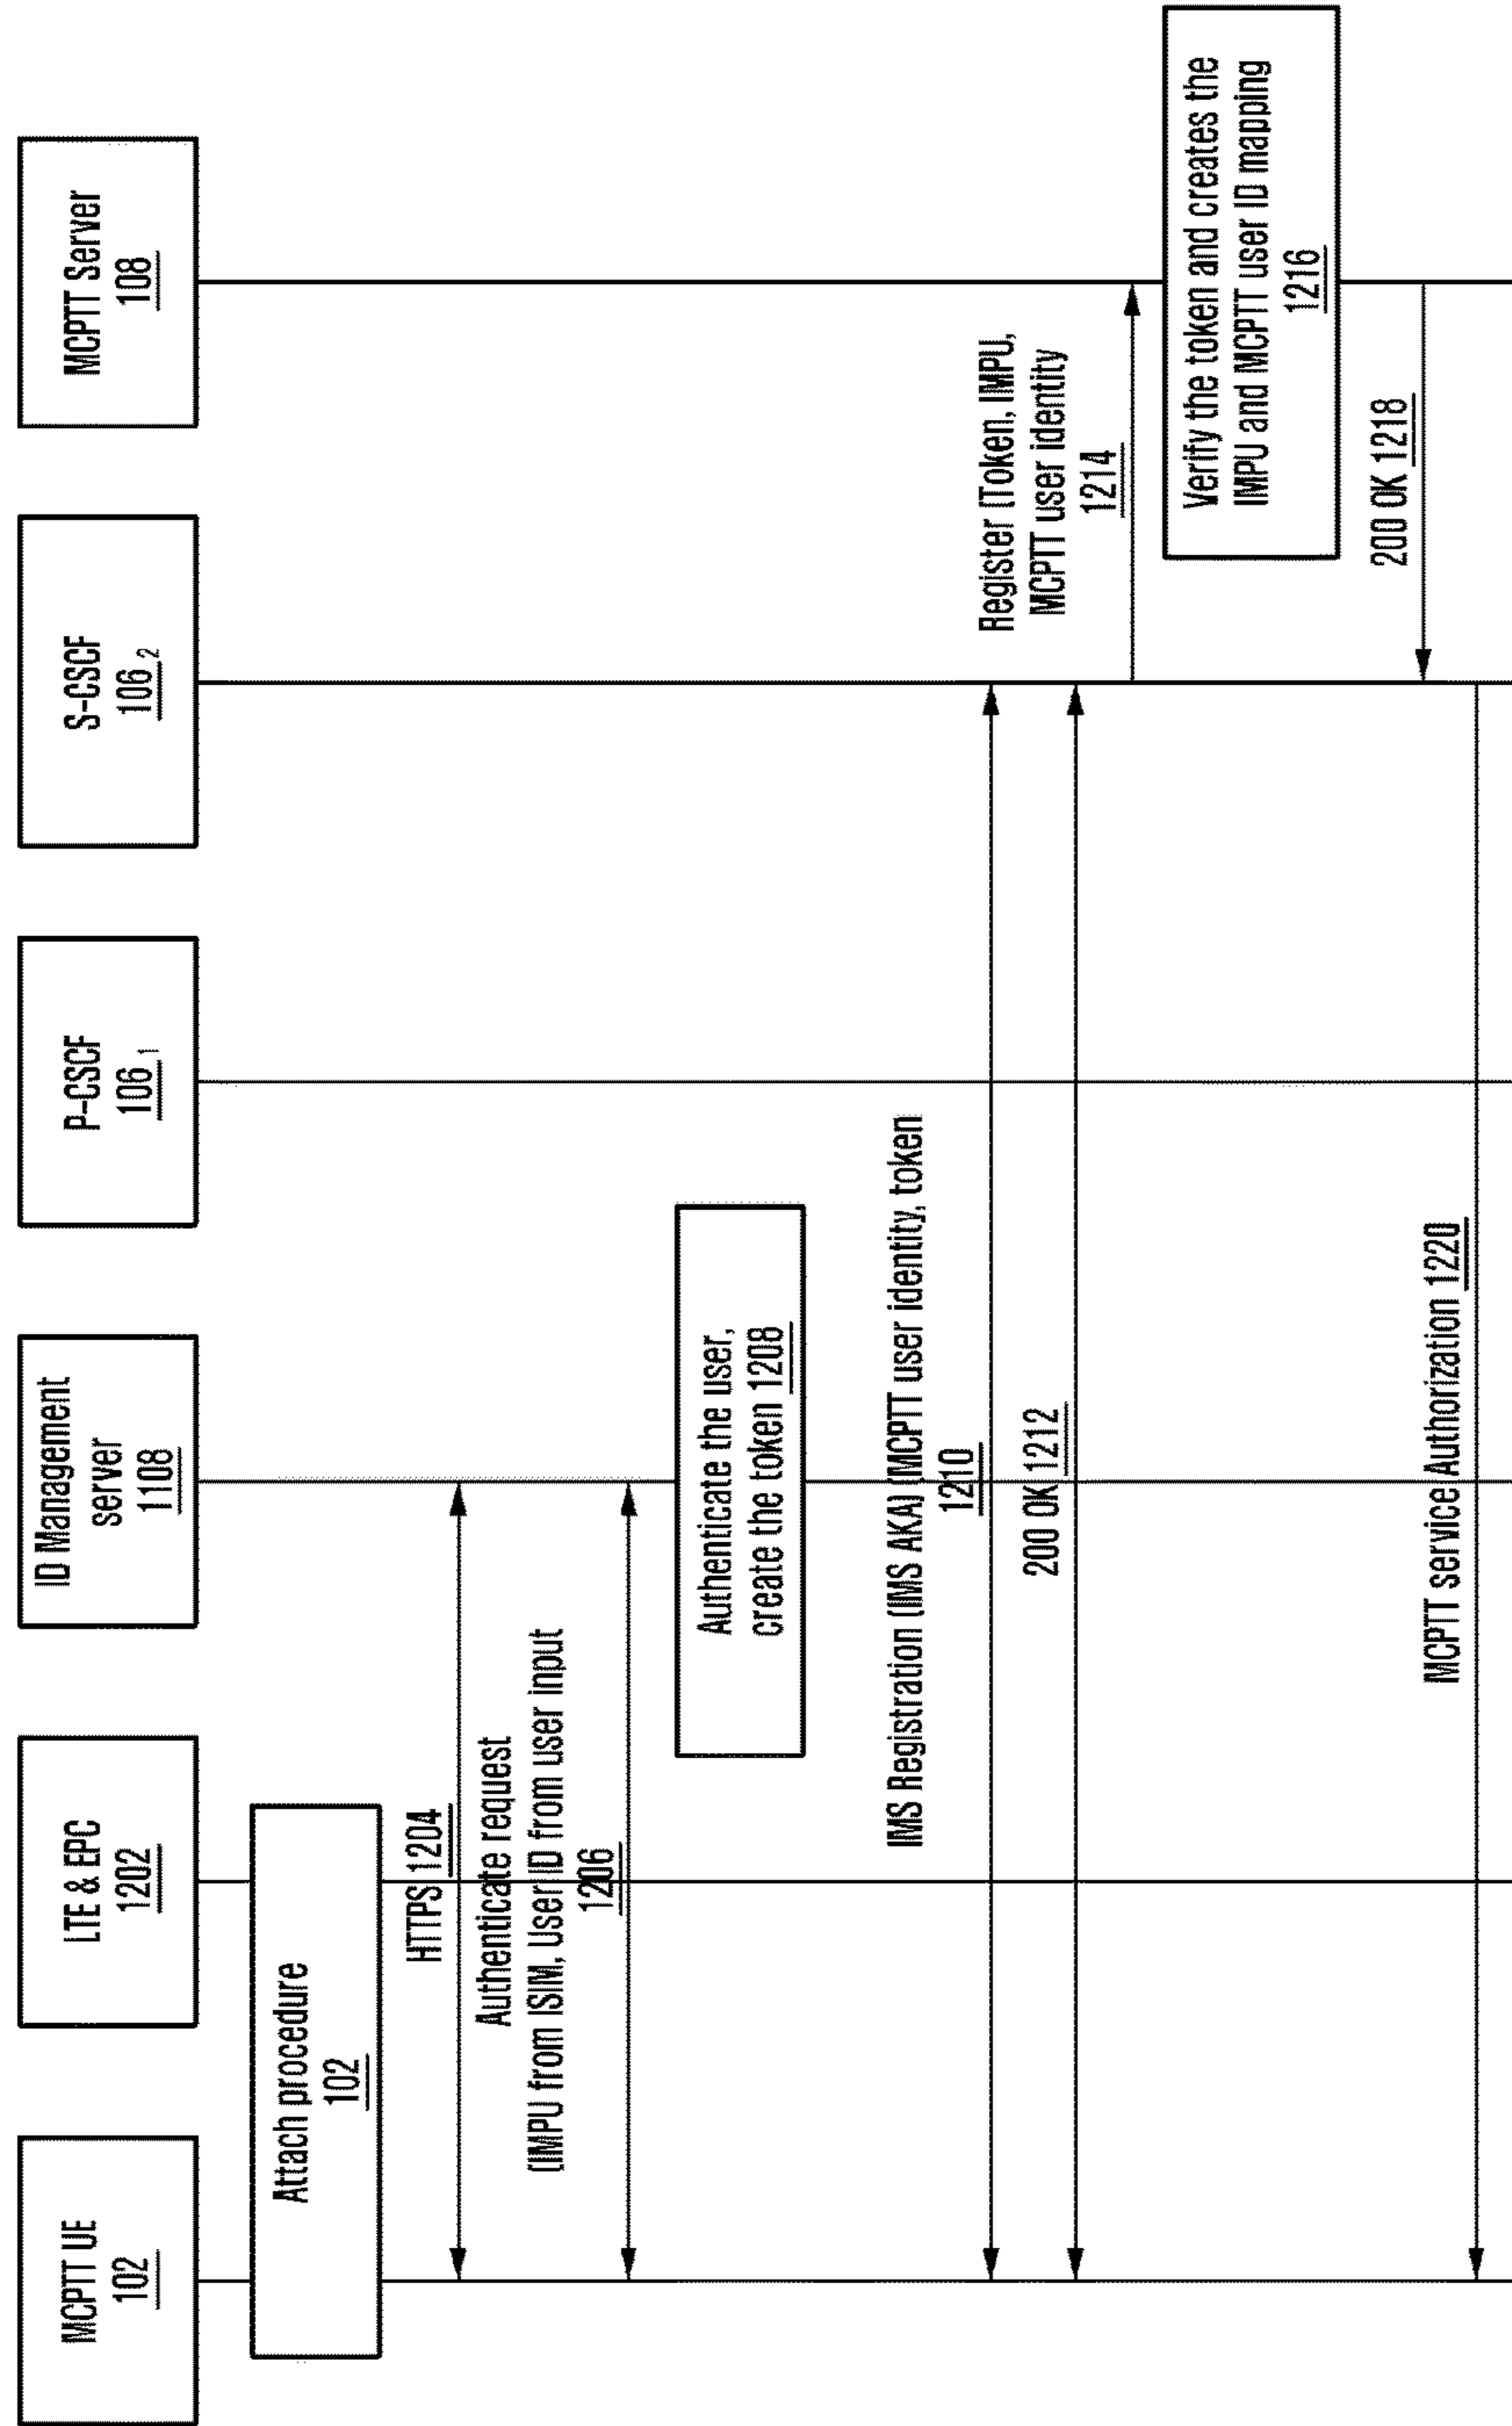 MCPTT UE
102
LTE & EPC
1202
ID Management
server
1108
P-CSCF
106 1
S-CSCF
106 2
MCPTT Server
108
Attach procedure
102
HTTPS 1204
Authenticate request
(IMPU from ISIM, User ID from user input
1206
Authenticate the user,
create the token 1208
IMS Registration (IMS AKA) (MCPTT user identity, token
1210
200 OK 1212
Register (Token, IMPU,
MCPTT user identity
1214
Verify the token and creates the
IMPU and MCPTT user ID mapping
1216
200 OK 1218
MCPTT service Authorization 1220